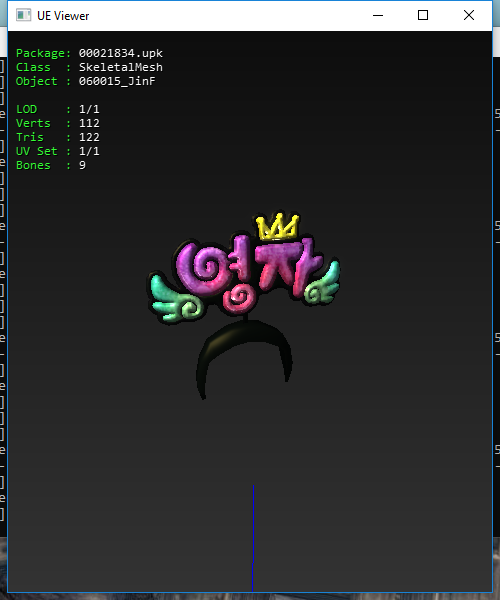 UE Viewer
Package: 00021834.upk
Class : SkeletalMesh
Object : 060015_JinF
LOD : 1/1
Verts : 112
Tris : 122
UV Set : 1/1
Bones : 9
영자